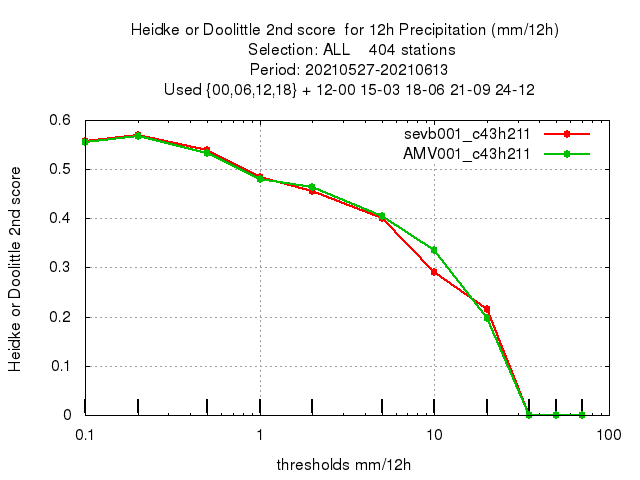 Heidke or Doolittle 2nd score  for 12h Precipitation (mm/12h)
Selection: ALL    404 stations
Period: 20210527-20210613
Used {00,06,12,18} + 12-00 15-03 18-06 21-09 24-12
sevb001_c43h211
AMV001_c43h211
Heidke or Doolittle 2nd score
0.6
0.5
0.4
0.3
0.2
0.1
0
0.1 1 10 100
thresholds mm/12h